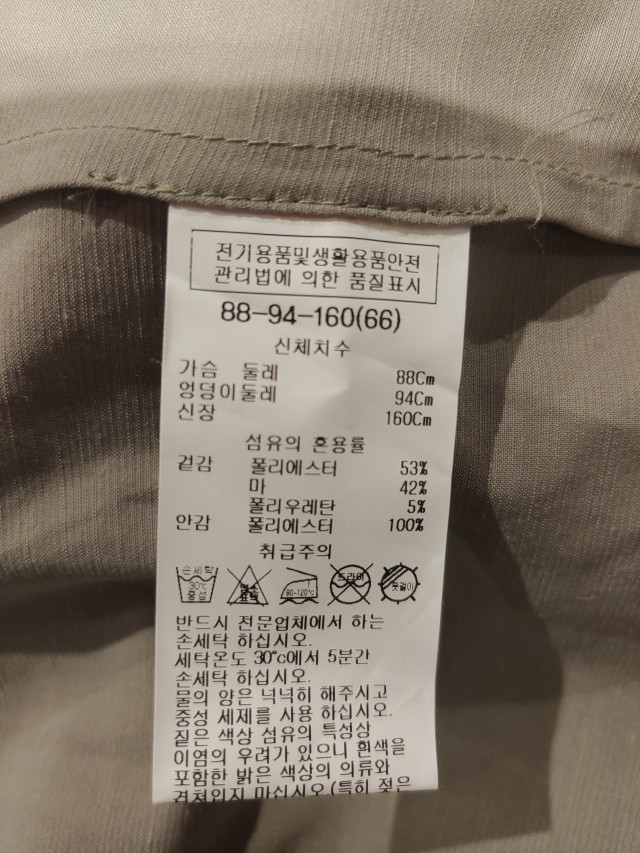 전기용품및생활용품안전
관리법에 의한 품질표시
88-94-160(66)
신체치수
가슴 둘레 88Cm
엉덩이둘레 94Cm
신장 160Cm
섬유의 혼용률
겉감 폴리에스터 53%
마 42%
폴리우레탄 5%
안감 폴리에스터 100%
취급주의
손세탁 30℃ 중성 염소 표백 80-120℃ 드라이 옷걸이
반드시 전문업체에서 하는
손세탁 하십시오.
세탁온도 30℃에서 5분간
손세탁 하십시오.
물의 양은 넉넉히 해주시고
중성 세제를 사용 하십시오.
짙은 색상 섬유의 특성상
이염의 우려가 있으니 흰색을
포함한 밝은 색상의 의류와
겹쳐입지 마십시오.(특히 젖은